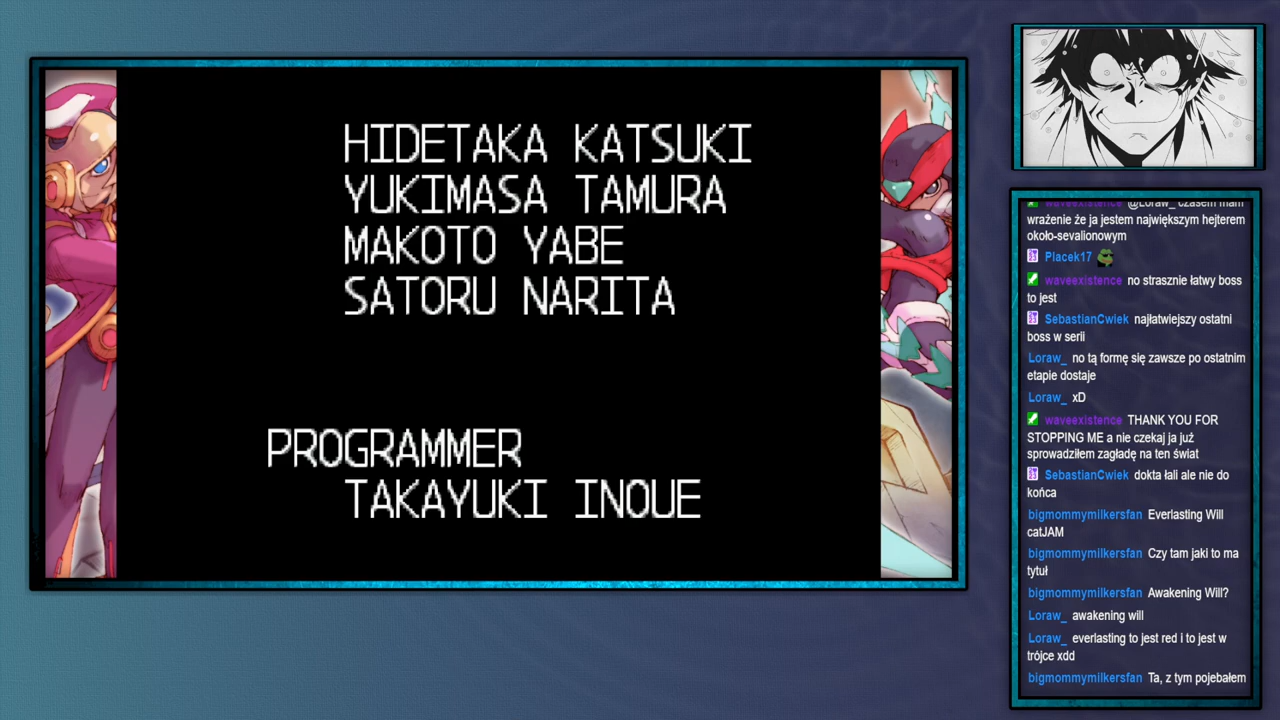 HIDETAKA KATSUKI
YUKIMASA TAMURA
MAKOTO YABE
SATORU NARITA
PROGRAMMER
TAKAYUKI INOUE
waveexistence @Loraw_ czasem mam
wrażenie że ja jestem największym hejterem
około-sevalionowym
Placek17
waveexistence no strasznie łatwy boss
to jest
SebastianCwiek najłatwiejszy ostatni
boss w serii
Loraw_ no tą formę się zawsze po ostatnim
etapie dostaje
Loraw_ xD
waveexistence THANK YOU FOR
STOPPING ME a nie czekaj ja już
sprowadziłem zagładę na ten świat
SebastianCwiek dokta łali ale nie do
końca
bigmommymilkersfan Everlasting Will
catJAM
bigmommymilkersfan Czy tam jaki to ma
tytuł
bigmommymilkersfan Awakening Will?
Loraw_ awakening will
Loraw_ everlasting to jest red i to jest w
trójce xdd
bigmommymilkersfan Ta, z tym pojebałem